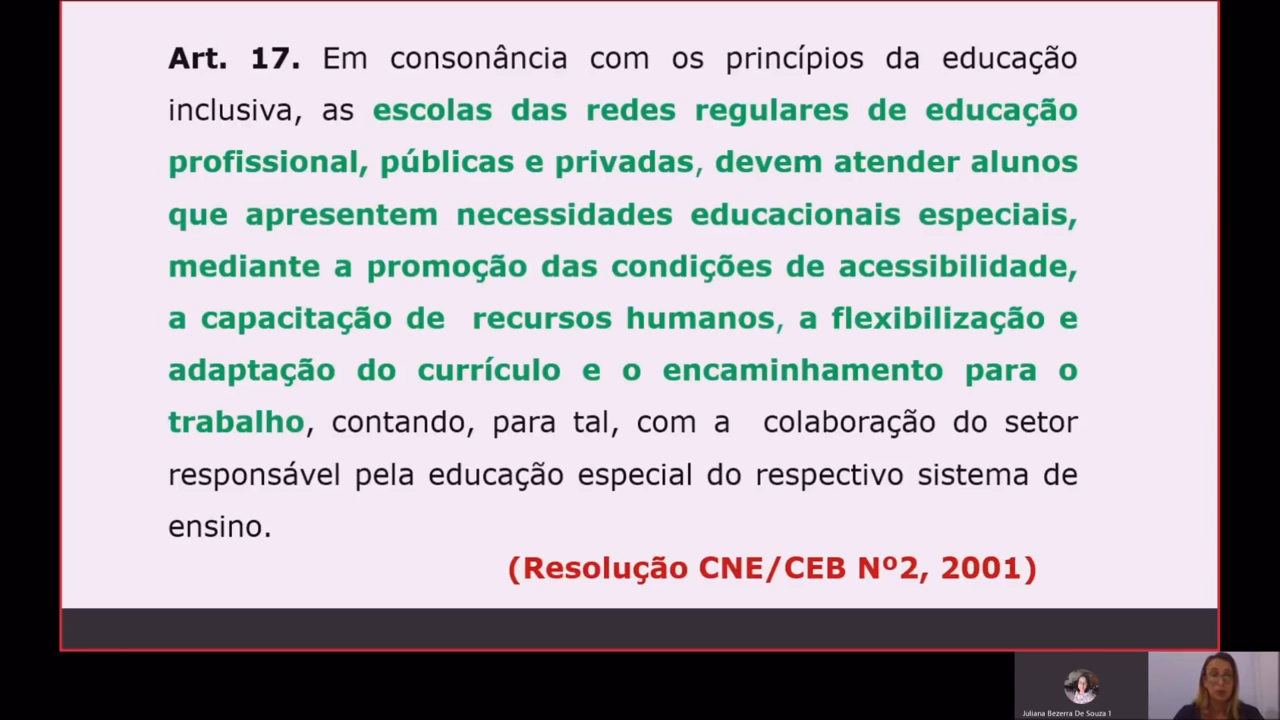 Art. 17. Em consonância com os princípios da educação
inclusiva, as escolas das redes regulares de educação
profissional, públicas e privadas, devem atender alunos
que apresentem necessidades educacionais especiais,
mediante a promoção das condições de acessibilidade,
a capacitação de recursos humanos, a flexibilização e
adaptação do currículo e o encaminhamento para o
trabalho, contando, para tal, com a colaboração do setor
responsável pela educação especial do respectivo sistema de
ensino.
(Resolução CNE/CEB Nº2, 2001)
Juliana Bezerra De Souza 1